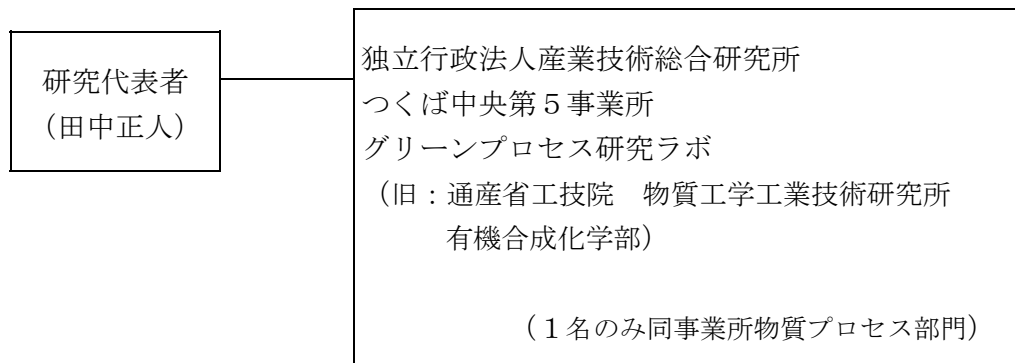 研究代表者
（田中正人）
独立行政法人産業技術総合研究所
つくば中央第５事業所
グリーンプロセス研究ラボ
（旧：通産省工技院　物質工学工業技術研究所
有機合成化学部）
（１名のみ同事業所物質プロセス部門）